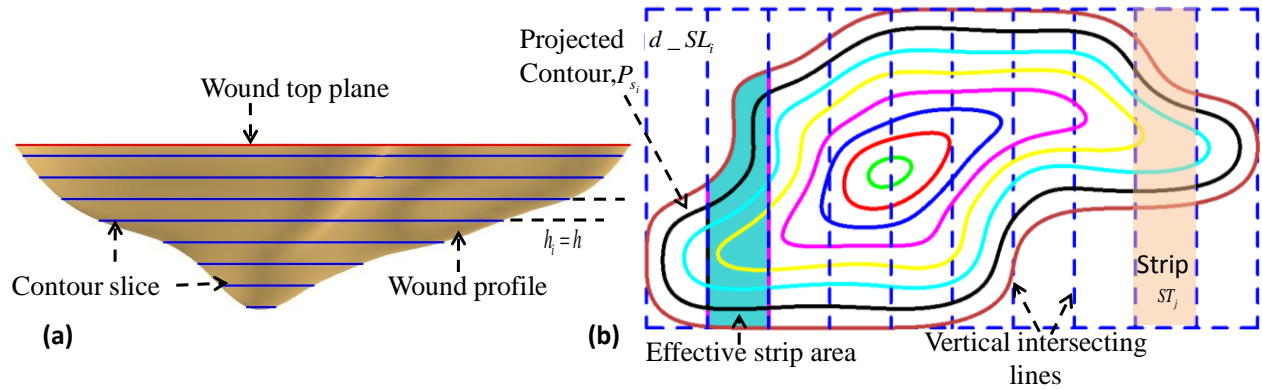 Wound top plane
h_i = h
Contour slice
Wound profile
(a)
Projected
Contour,P_{s_i}
d _ SL_i
Strip
ST_j
Effective strip area
Vertical intersecting
lines
(b)